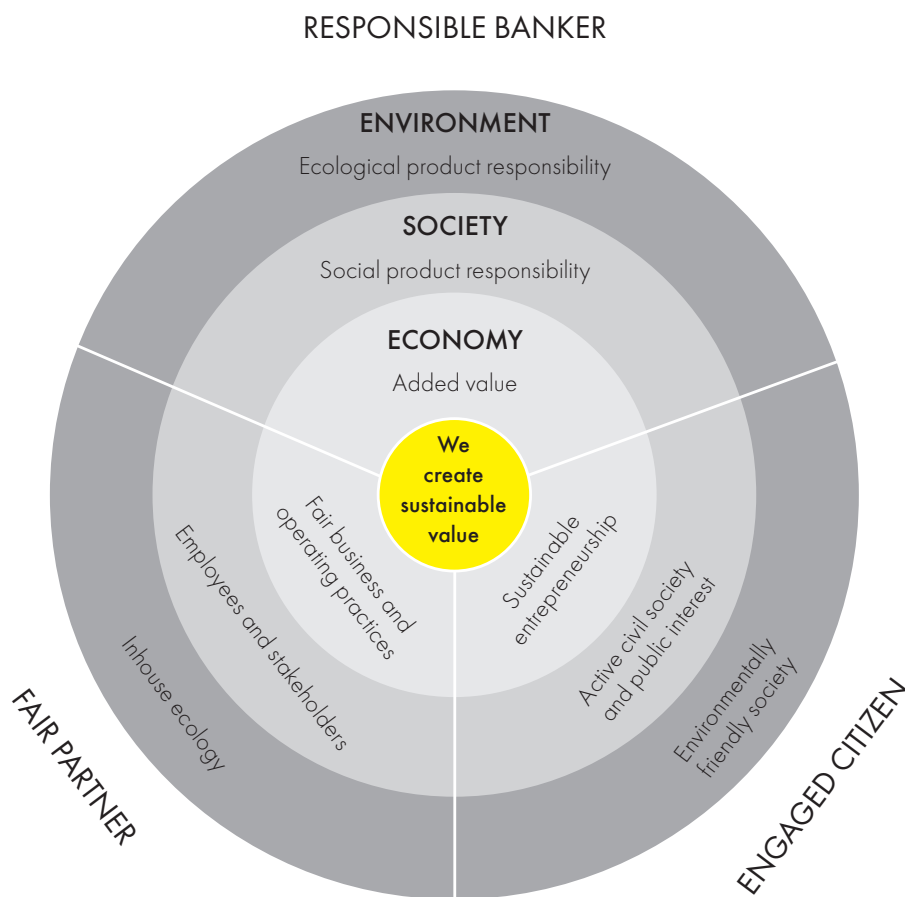 RESPONSIBLE BANKER
ENVIRONMENT
Ecological product responsibility
SOCIETY
Social product responsibility
ECONOMY
Added value
We
create
sustainable
value
Fair business and
operating practices
Employees and stakeholders
Inhouse ecology
FAIR PARTNER
Sustainable
entrepreneurship
Active civil society
and public interest
Environmentally
friendly society
ENGAGED CITIZEN